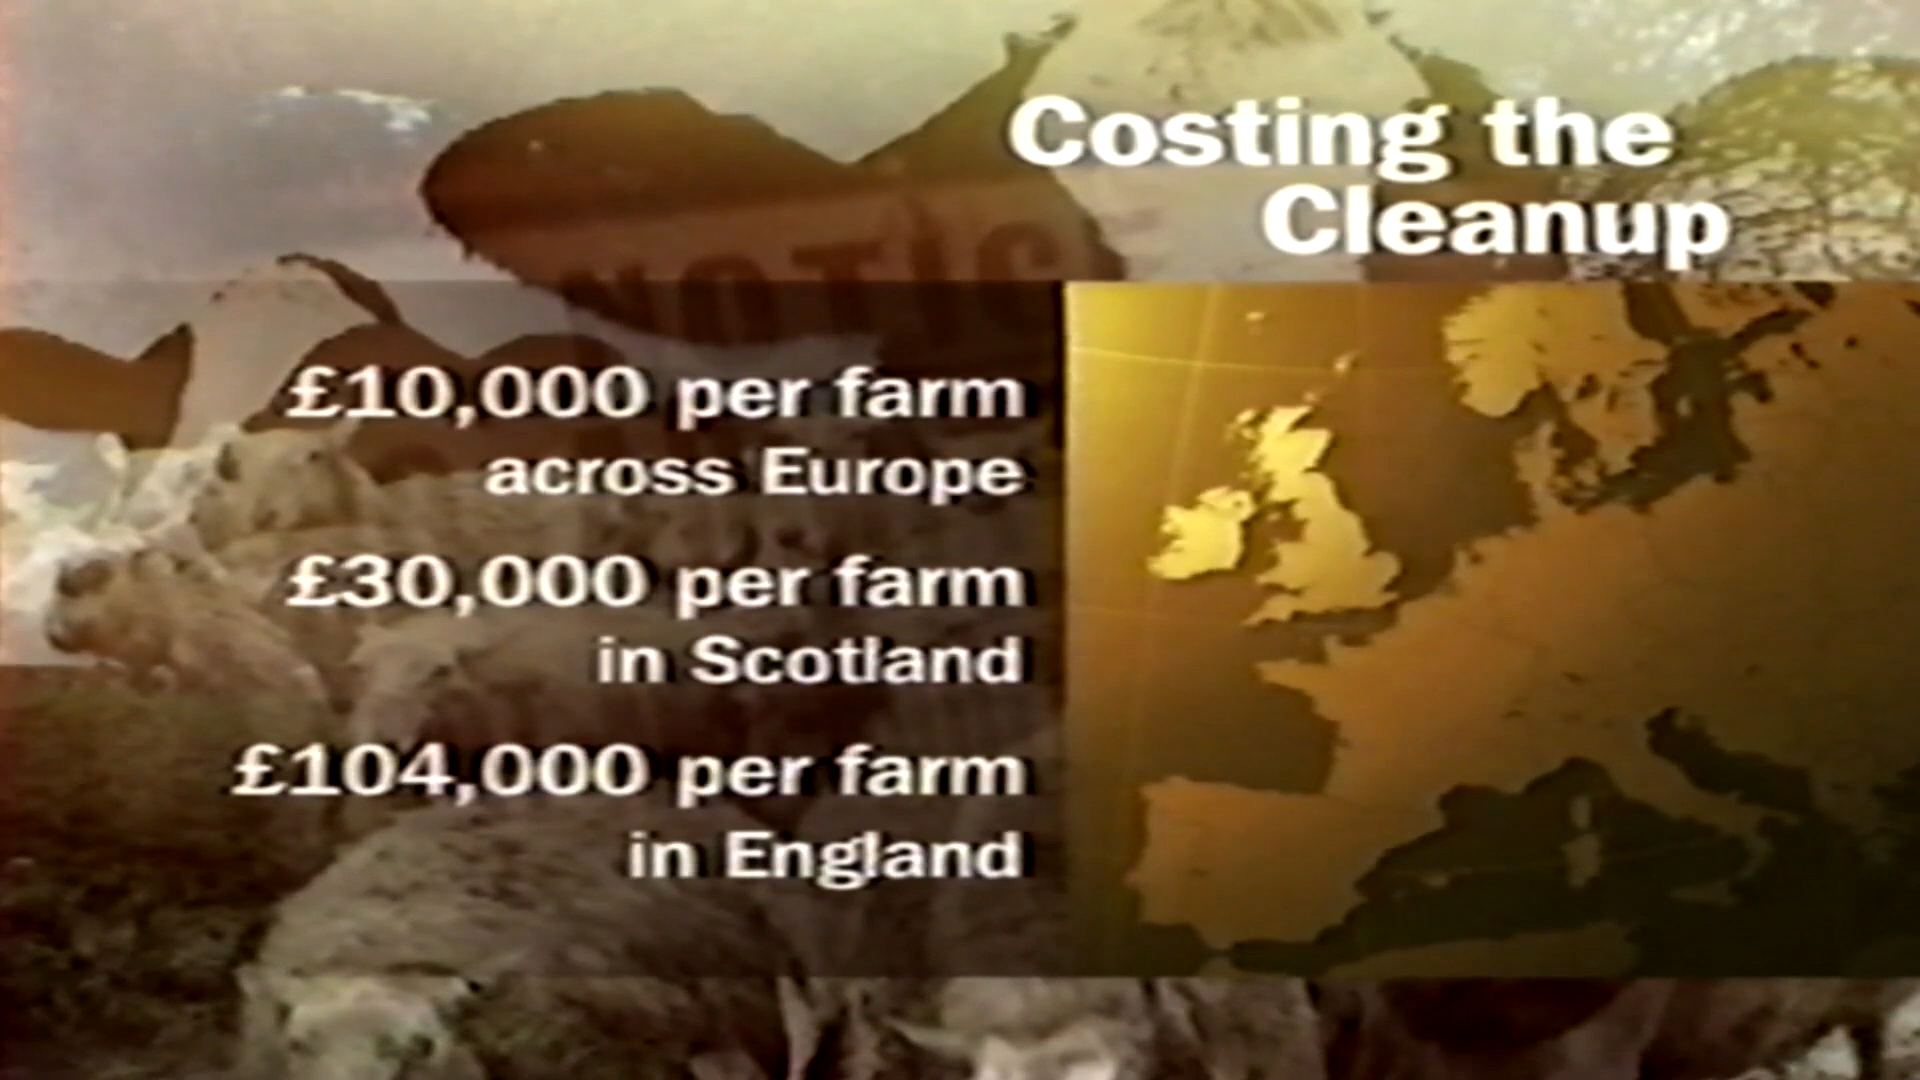 Costing the
Cleanup
NOTIC
£10,000 per farm
across Europe
£30,000 per farm
in Scotland
£104,000 per farm
in England